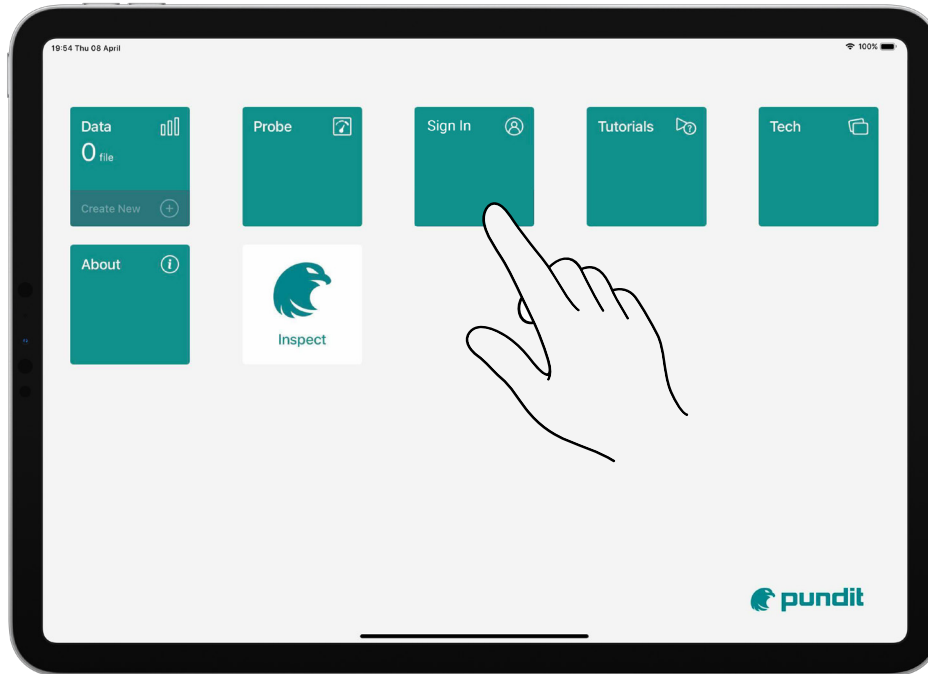 19:54 Thu 08 April
100%
Data
0 file
Create New
Probe
Sign In
Tutorials
Tech
About
Inspect
pundit